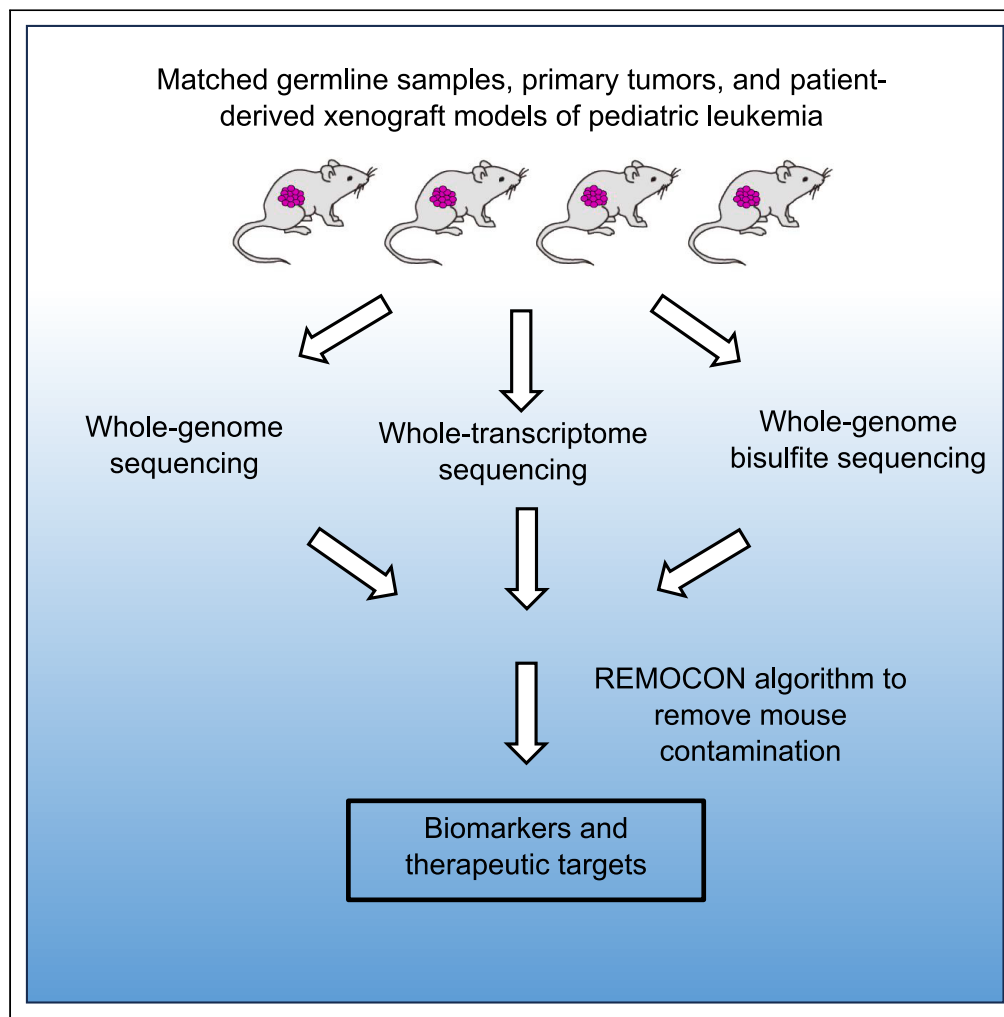 Matched germline samples, primary tumors, and patient-
derived xenograft models of pediatric leukemia
Whole-genome
sequencing
Whole-transcriptome
sequencing
Whole-genome
bisulfite sequencing
REMOCON algorithm to
remove mouse
contamination
Biomarkers and
therapeutic targets